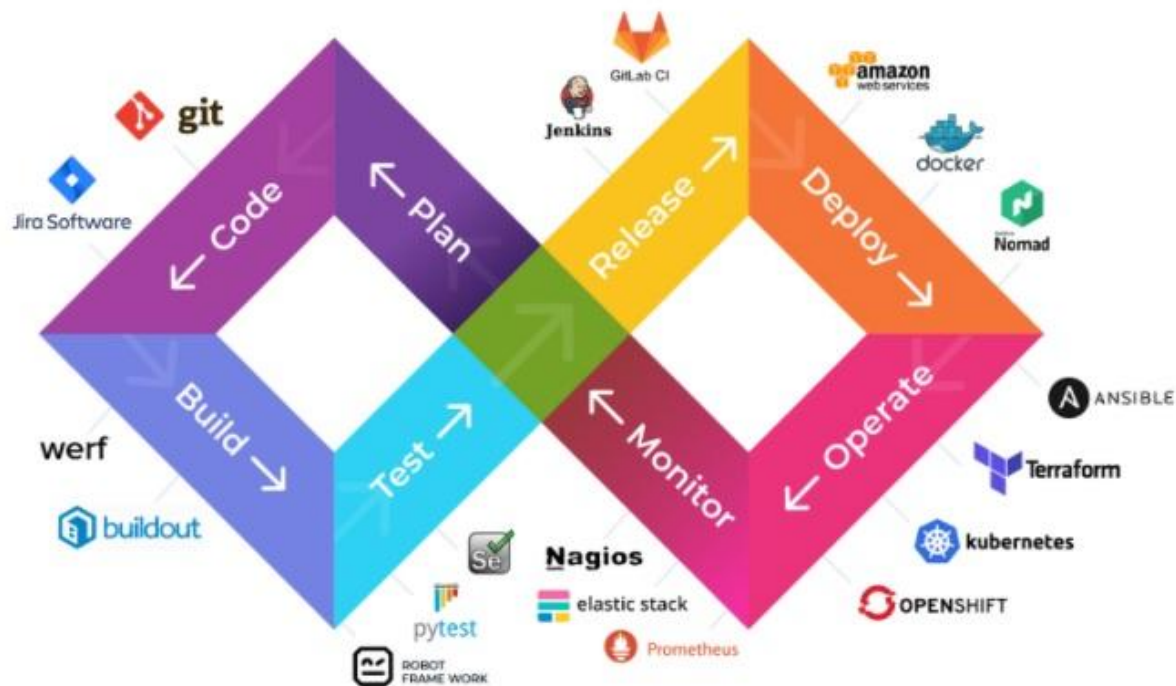 GitLab CI
Jenkins
amazon
web services
docker
Nomad
git
Jira Software
Code
Plan
Release
Deploy
Build
Test
Monitor
Operate
werf
buildout
Se
pytest
ROBOT
FRAME WORK
Nagios
elastic stack
Prometheus
A
ANSIBLE
Terraform
kubernetes
OPENSHIFT